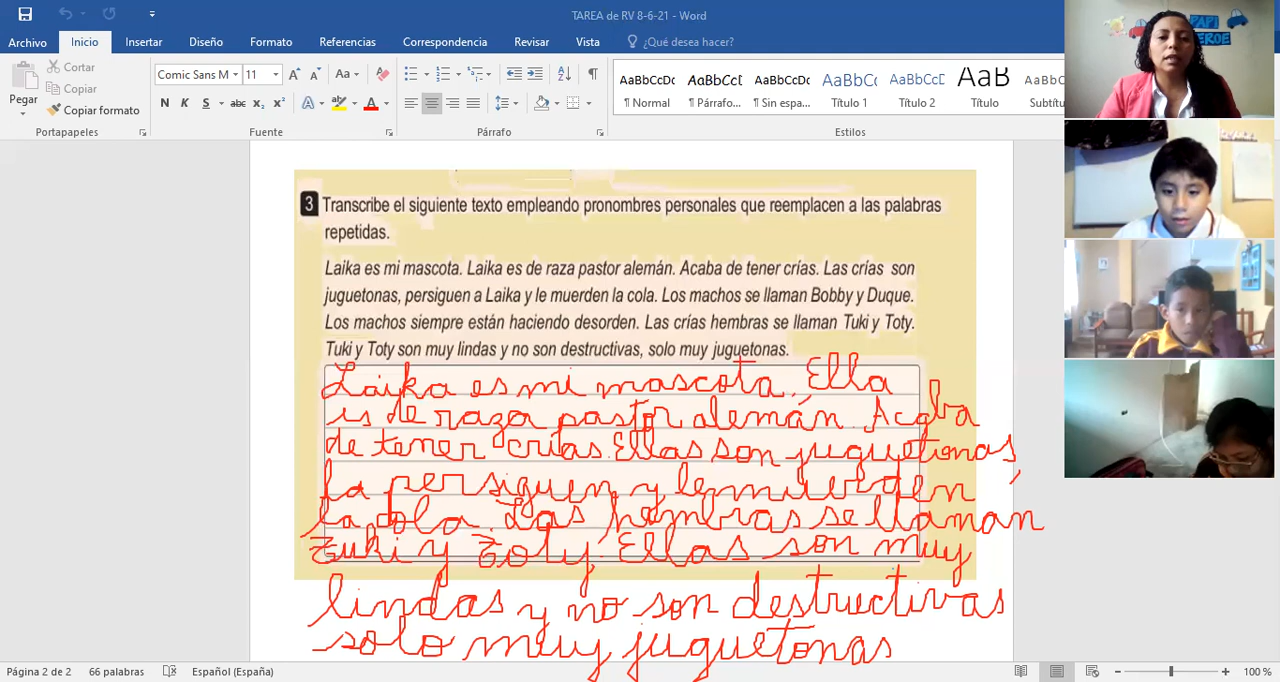 TAREA de RV 8-6-21 - Word
Archivo Inicio Insertar Diseño Formato Referencias Correspondencia Revisar Vista ¿Qué desea hacer?
Pegar
Cortar
Copiar
Copiar formato
Portapapeles
Comic Sans M 11
Aa
N K S abc x₂ x²
A A
Fuente
Párrafo
AaBbCcDc AaBbCcI AaBbCcDc AaBbC AaBbCcE AaB AaBbC
¶ Normal ¶ Párrafo... ¶ Sin espa... Título 1 Título 2 Título Subtítu
Estilos
PAPI
HEROE
3 Transcribe el siguiente texto empleando pronombres personales que reemplacen a las palabras
repetidas.
Laika es mi mascota. Laika es de raza pastor alemán. Acaba de tener crías. Las crías son
juguetonas, persiguen a Laika y le muerden la cola. Los machos se llaman Bobby y Duque.
Los machos siempre están haciendo desorden. Las crías hembras se llaman Tuki y Toty.
Tuki y Toty son muy lindas y no son destructivas, solo muy juguetonas.
Laika es mi mascota. Ella
es de raza pastor alemán. Acaba
de tener crías. Ellas son juguetonas,
la persiguen y le muerden
la cola. Las hembras se llaman
Tuki y Toty. Ellas son muy
lindas y no son destructivas
solo muy juguetonas
Página 2 de 2 66 palabras Español (España) 100 %